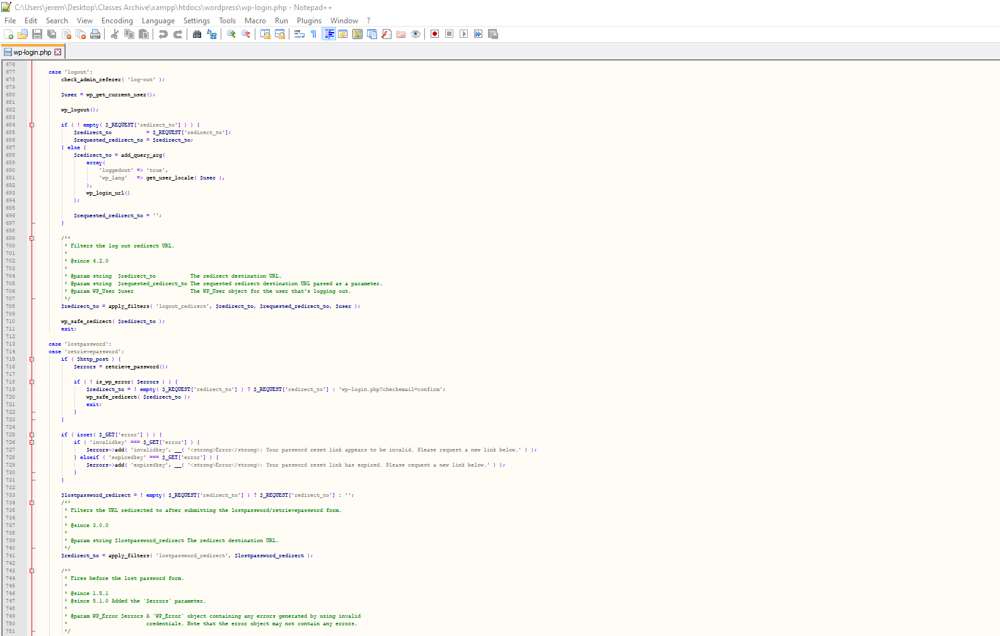 C:\Users\jerem\Desktop\Classes Archive\xampp\htdocs\wordpress\wp-login.php - Notepad++
File Edit Search View Encoding Language Settings Tools Macro Run Plugins Window ?
wp-login.php
676
677 case 'logout':
678 check_admin_referer( 'log-out' );
679
680 $user = wp_get_current_user();
681
682 wp_logout();
683
684 if ( ! empty( $_REQUEST['redirect_to'] ) ) {
685 $redirect_to           = $_REQUEST['redirect_to'];
686 $requested_redirect_to = $redirect_to;
687 } else {
688 $redirect_to = add_query_arg(
689 array(
690 'loggedout' => 'true',
691 'wp_lang'   => get_user_locale( $user ),
692 ),
693 wp_login_url()
694 );
695
696 $requested_redirect_to = '';
697 }
698
699 /**
700 * Filters the log out redirect URL.
701 *
702 * @since 4.2.0
703 *
704 * @param string  $redirect_to           The redirect destination URL.
705 * @param string  $requested_redirect_to The requested redirect destination URL passed as a parameter.
706 * @param WP_User $user                  The WP_User object for the user that's logging out.
707 */
708 $redirect_to = apply_filters( 'logout_redirect', $redirect_to, $requested_redirect_to, $user );
709
710 wp_safe_redirect( $redirect_to );
711 exit;
712
713 case 'lostpassword':
714 case 'retrievepassword':
715 if ( $http_post ) {
716 $errors = retrieve_password();
717
718 if ( ! is_wp_error( $errors ) ) {
719 $redirect_to = ! empty( $_REQUEST['redirect_to'] ) ? $_REQUEST['redirect_to'] : 'wp-login.php?checkemail=confirm';
720 wp_safe_redirect( $redirect_to );
721 exit;
722 }
723 }
724
725 if ( isset( $_GET['error'] ) ) {
726 if ( 'invalidkey' === $_GET['error'] ) {
727 $errors->add( 'invalidkey', __( '<strong>Error</strong>: Your password reset link appears to be invalid. Please request a new link below.' ) );
728 } elseif ( 'expiredkey' === $_GET['error'] ) {
729 $errors->add( 'expiredkey', __( '<strong>Error</strong>: Your password reset link has expired. Please request a new link below.' ) );
730 }
731 }
732
733 $lostpassword_redirect = ! empty( $_REQUEST['redirect_to'] ) ? $_REQUEST['redirect_to'] : '';
734 /**
735 * Filters the URL redirected to after submitting the lostpassword/retrievepassword form.
736 *
737 * @since 3.0.0
738 *
739 * @param string $lostpassword_redirect The redirect destination URL.
740 */
741 $redirect_to = apply_filters( 'lostpassword_redirect', $lostpassword_redirect );
742
743 /**
744 * Fires before the lost password form.
745 *
746 * @since 1.5.1
747 * @since 5.1.0 Added the `$errors` parameter.
748 *
749 * @param WP_Error $errors A `WP_Error` object containing any errors generated by using invalid
750 *                         credentials. Note that the error object may not contain any errors.
751 */